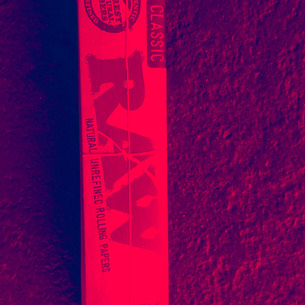 CLASSIC
RAW
NATURAL UNREFINED ROLLING PAPERS